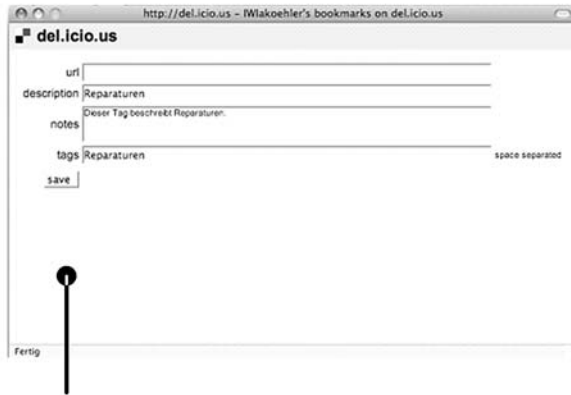 http://del.icio.us – IWIakoehler's bookmarks on del.icio.us
del.icio.us
url
description Reparaturen
notes Dieser Tag beschreibt Reparaturen.
tags Reparaturen space separated
save
Fertig